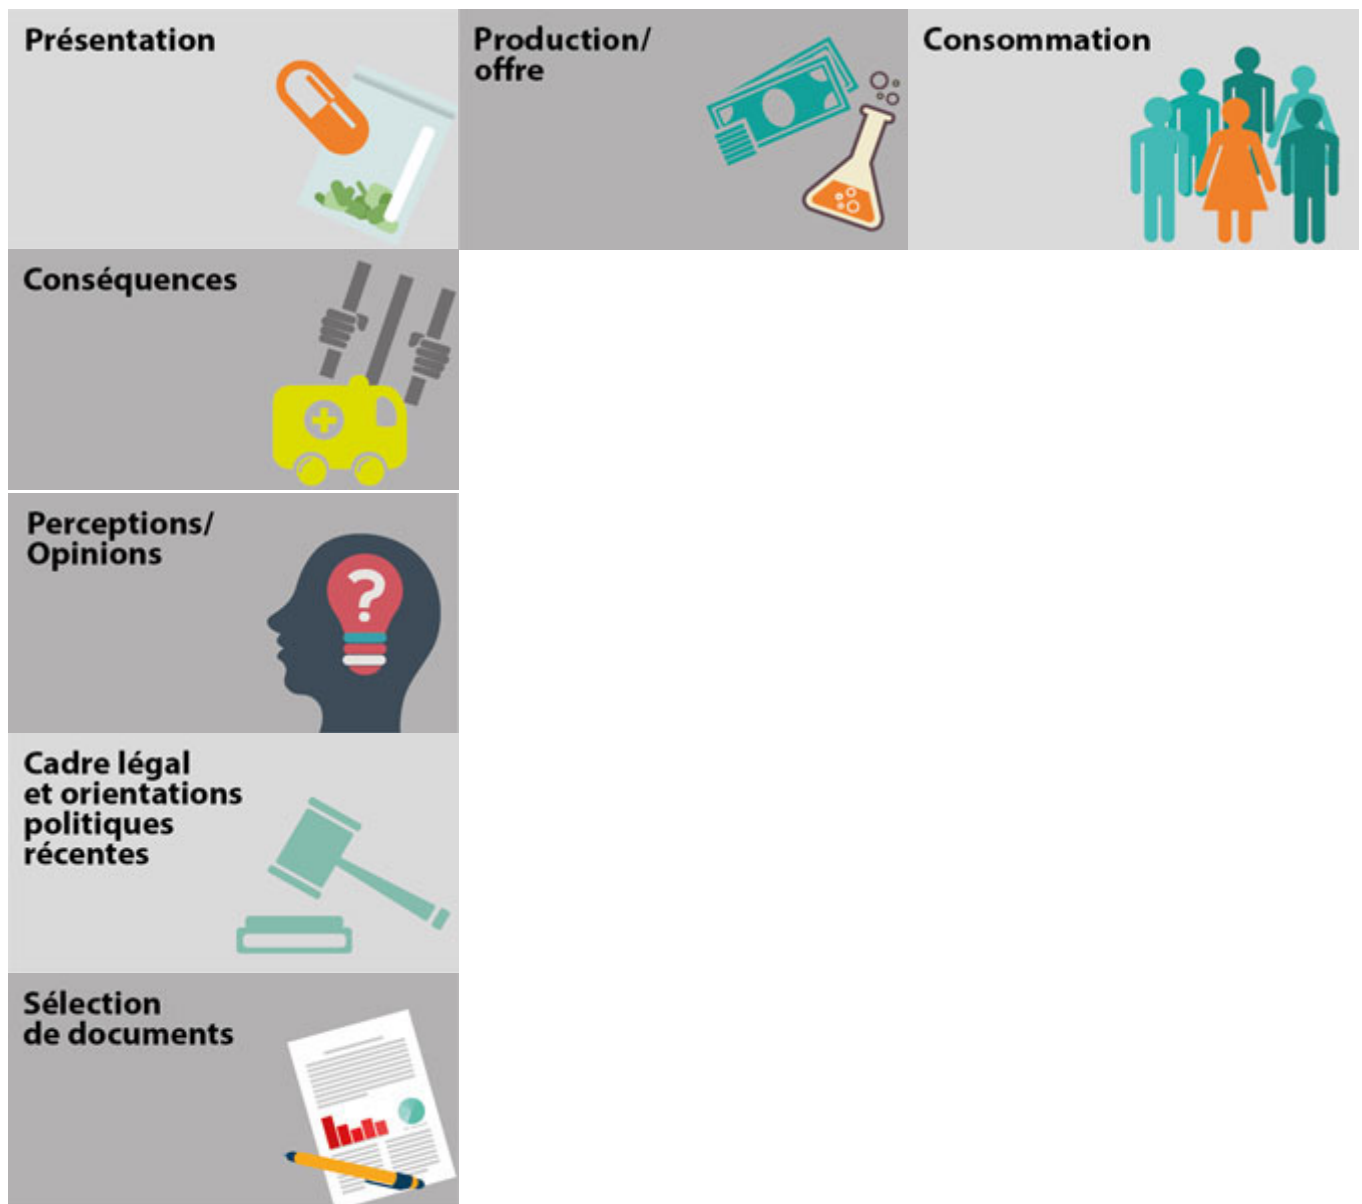 Présentation
Production/
offre
Consommation
Conséquences
Perceptions/
Opinions
Cadre légal
et orientations
politiques
récentes
Sélection
de documents